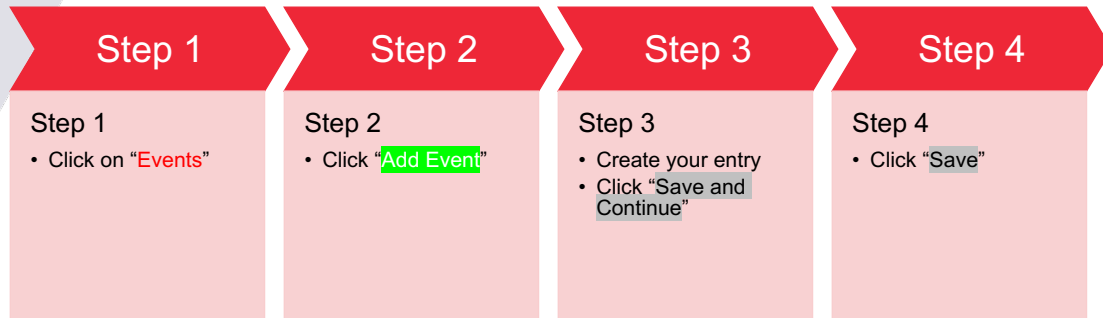 Step 1
Step 2
Step 3
Step 4
Step 1
• Click on “Events”
Step 2
• Click “Add Event”
Step 3
• Create your entry
• Click “Save and
Continue”
Step 4
• Click “Save”